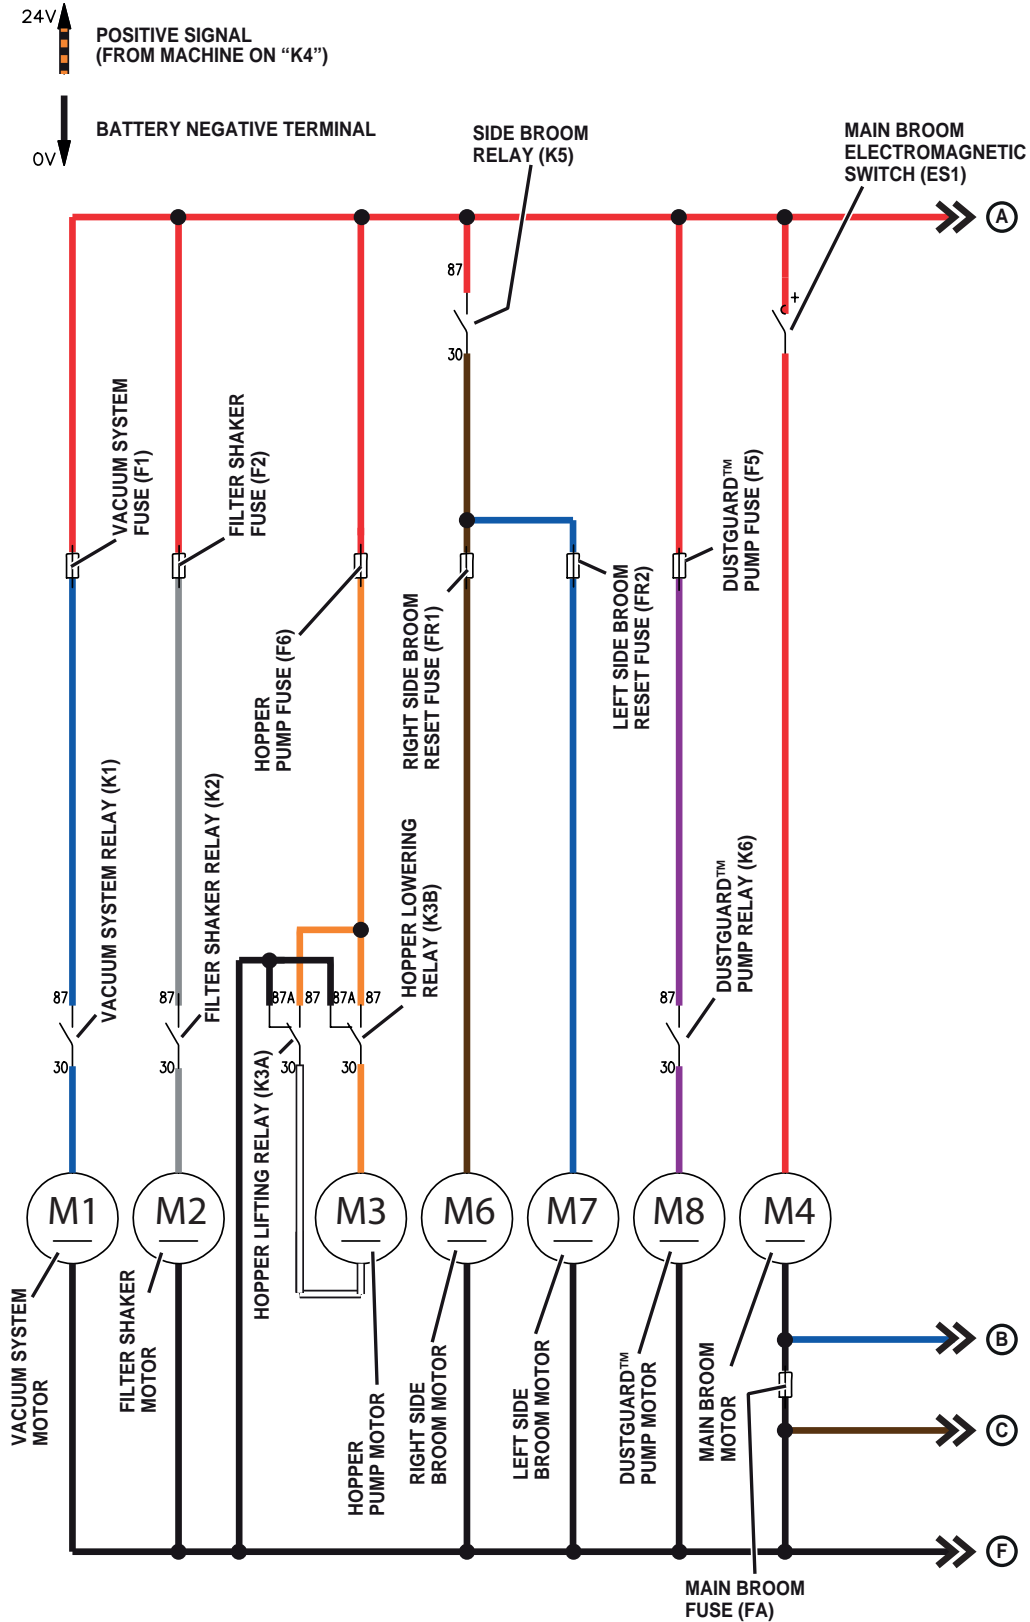 24V
POSITIVE SIGNAL
(FROM MACHINE ON “K4”)
BATTERY NEGATIVE TERMINAL
0V
SIDE BROOM
RELAY (K5)
MAIN BROOM
ELECTROMAGNETIC
SWITCH (ES1)
A
87
+
30
VACUUM SYSTEM
FUSE (F1)
FILTER SHAKER
FUSE (F2)
HOPPER
PUMP FUSE (F6)
RIGHT SIDE BROOM
RESET FUSE (FR1)
LEFT SIDE BROOM
RESET FUSE (FR2)
DUSTGUARD™
PUMP FUSE (F5)
VACUUM SYSTEM RELAY (K1)
FILTER SHAKER RELAY (K2)
HOPPER LOWERING
RELAY (K3B)
DUSTGUARD™
PUMP RELAY (K6)
87
87
87A
87
87A
87
87
30
30
30
30
30
HOPPER LIFTING RELAY (K3A)
M1
M2
M3
M6
M7
M8
M4
VACUUM SYSTEM
MOTOR
FILTER SHAKER
MOTOR
HOPPER
PUMP MOTOR
RIGHT SIDE
BROOM MOTOR
LEFT SIDE
BROOM MOTOR
DUSTGUARD™
PUMP MOTOR
MAIN BROOM
MOTOR
B
C
F
MAIN BROOM
FUSE (FA)